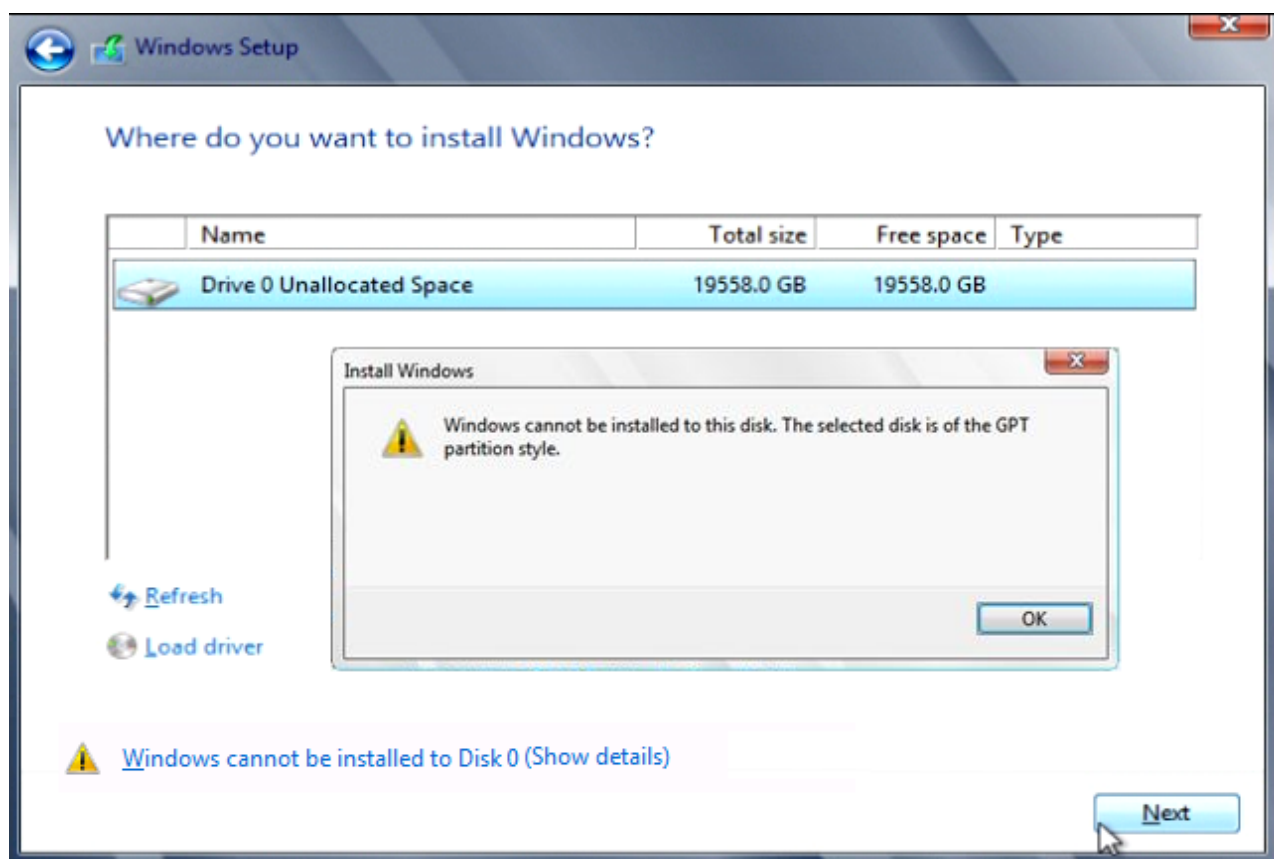 Windows Setup
Where do you want to install Windows?
Name Total size Free space Type
Drive 0 Unallocated Space 19558.0 GB 19558.0 GB
Install Windows
Windows cannot be installed to this disk. The selected disk is of the GPT
partition style.
OK
Refresh
Load driver
Windows cannot be installed to Disk 0 (Show details)
Next